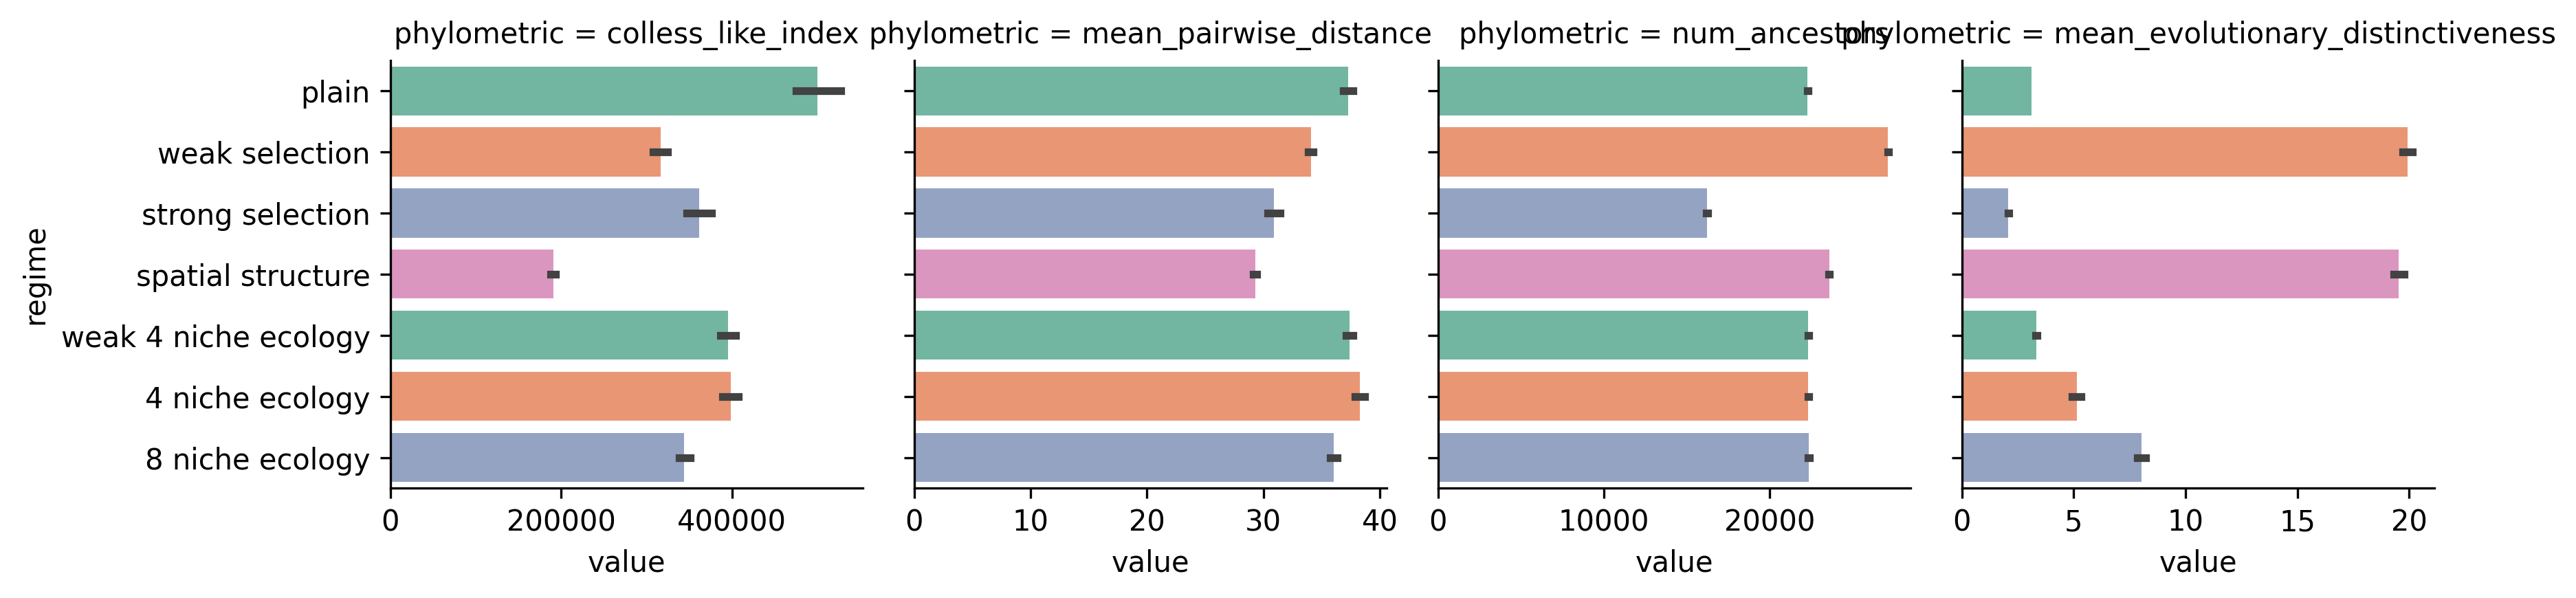 phylometric = colless_like_index
phylometric = mean_pairwise_distance
phylometric = num_ancestors
phylometric = mean_evolutionary_distinctiveness
regime
plain
weak selection
strong selection
spatial structure
weak 4 niche ecology
4 niche ecology
8 niche ecology
0 200000 400000
value
0 10 20 30 40
value
0 10000 20000
value
0 5 10 15 20
value